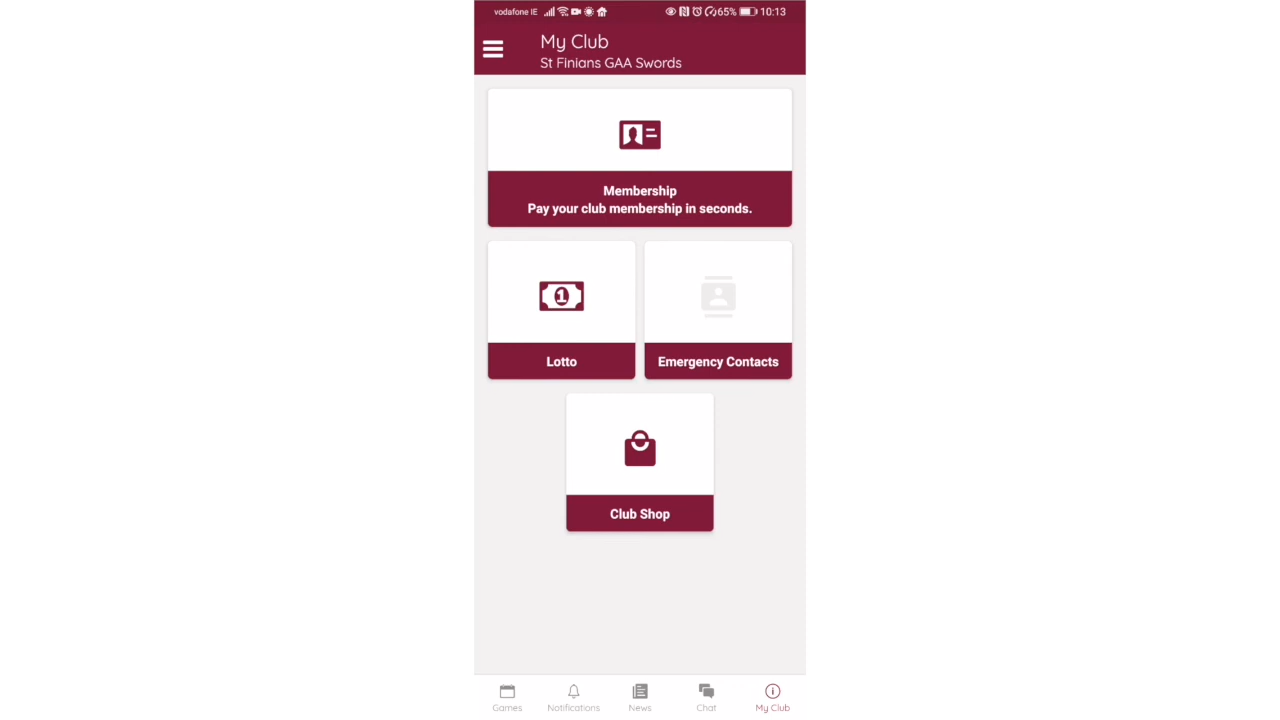 vodafone IE 65% 10:13
My Club
St Finians GAA Swords
Membership
Pay your club membership in seconds.
1
Lotto
Emergency Contacts
Club Shop
Games Notifications News Chat My Club